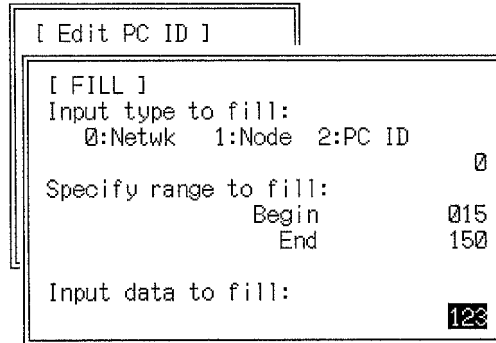 [ Edit PC ID ]
[ FILL ]
Input type to fill:
0:Netwk 1:Node 2:PC ID
0
Specify range to fill:
Begin 015
End 150
Input data to fill:
123